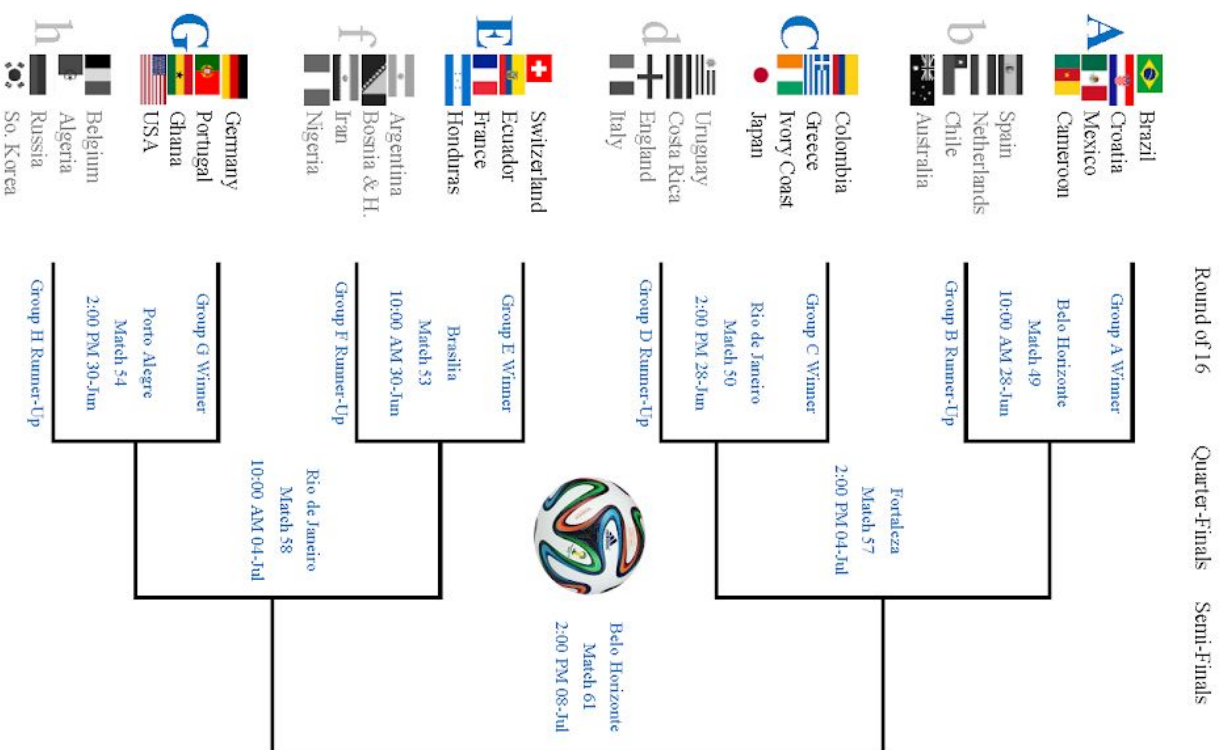 Round of 16
Quarter-Finals
Semi-Finals
A
Brazil
Croatia
Mexico
Cameroon
b
Spain
Netherlands
Chile
Australia
C
Colombia
Greece
Ivory Coast
Japan
d
Uruguay
Costa Rica
England
Italy
E
Switzerland
Ecuador
France
Honduras
f
Argentina
Bosnia & H.
Iran
Nigeria
G
Germany
Portugal
Ghana
USA
h
Belgium
Algeria
Russia
So. Korea
Group A Winner
Belo Horizonte
Match 49
10:00 AM 28-Jun
Group B Runner-Up
Group C Winner
Rio de Janeiro
Match 50
2:00 PM 28-Jun
Group D Runner-Up
Group E Winner
Brasilia
Match 53
10:00 AM 30-Jun
Group F Runner-Up
Group G Winner
Porto Alegre
Match 54
2:00 PM 30-Jun
Group H Runner-Up
Fortaleza
Match 57
2:00 PM 04-Jul
Rio de Janeiro
Match 58
10:00 AM 04-Jul
Belo Horizonte
Match 61
2:00 PM 08-Jul
adidas